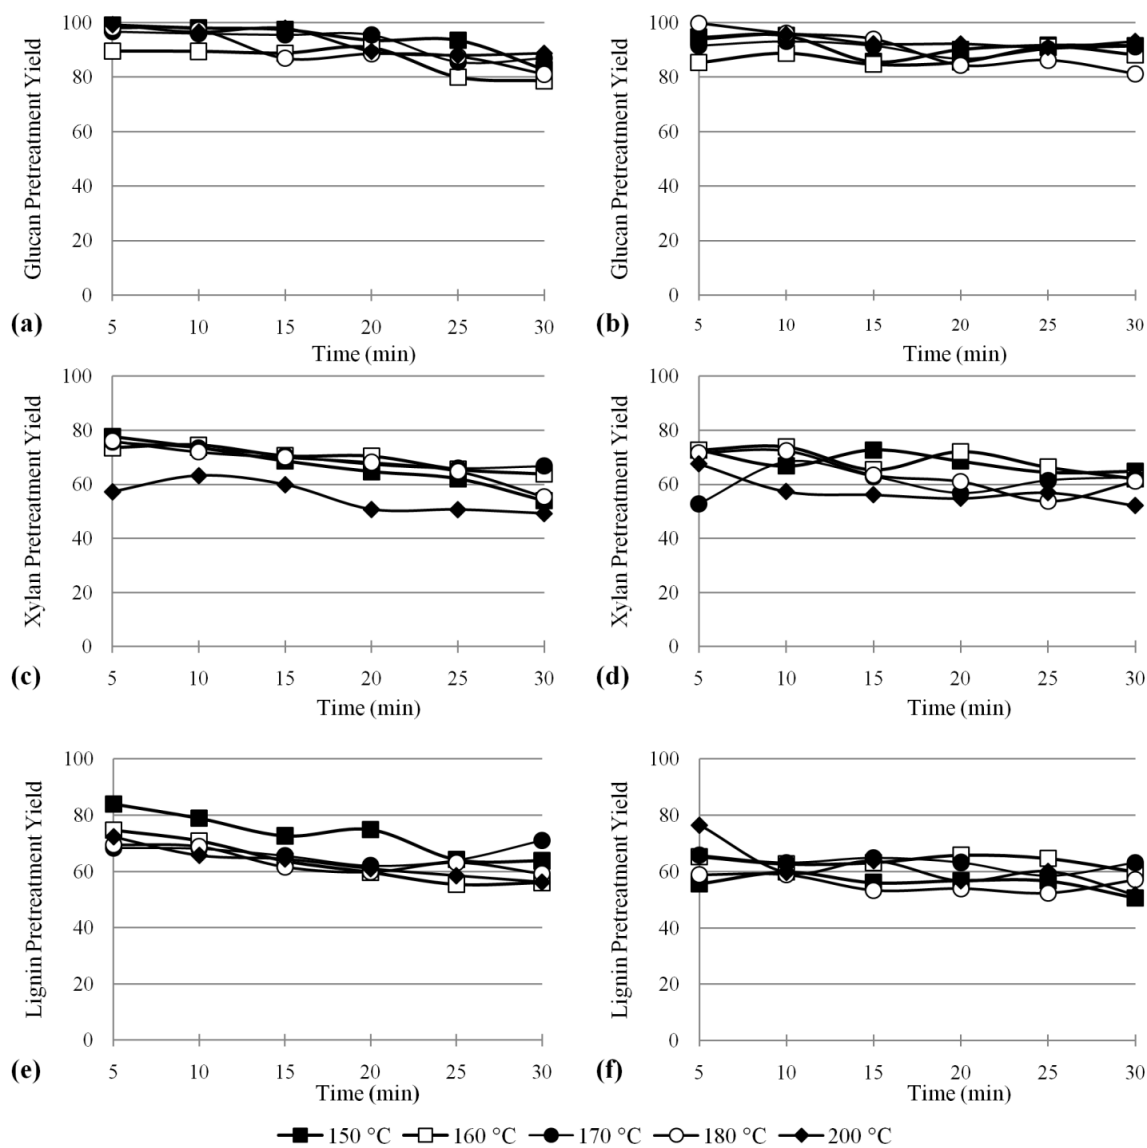 Glucan Pretreatment Yield
100
80
60
40
20
0
5 10 15 20 25 30
Time (min)
(a)
Glucan Pretreatment Yield
100
80
60
40
20
0
5 10 15 20 25 30
Time (min)
(b)
Xylan Pretreatment Yield
100
80
60
40
20
0
5 10 15 20 25 30
Time (min)
(c)
Xylan Pretreatment Yield
100
80
60
40
20
0
5 10 15 20 25 30
Time (min)
(d)
Lignin Pretreatment Yield
100
80
60
40
20
0
5 10 15 20 25 30
Time (min)
(e)
Lignin Pretreatment Yield
100
80
60
40
20
0
5 10 15 20 25 30
Time (min)
(f)
150 °C 160 °C 170 °C 180 °C 200 °C